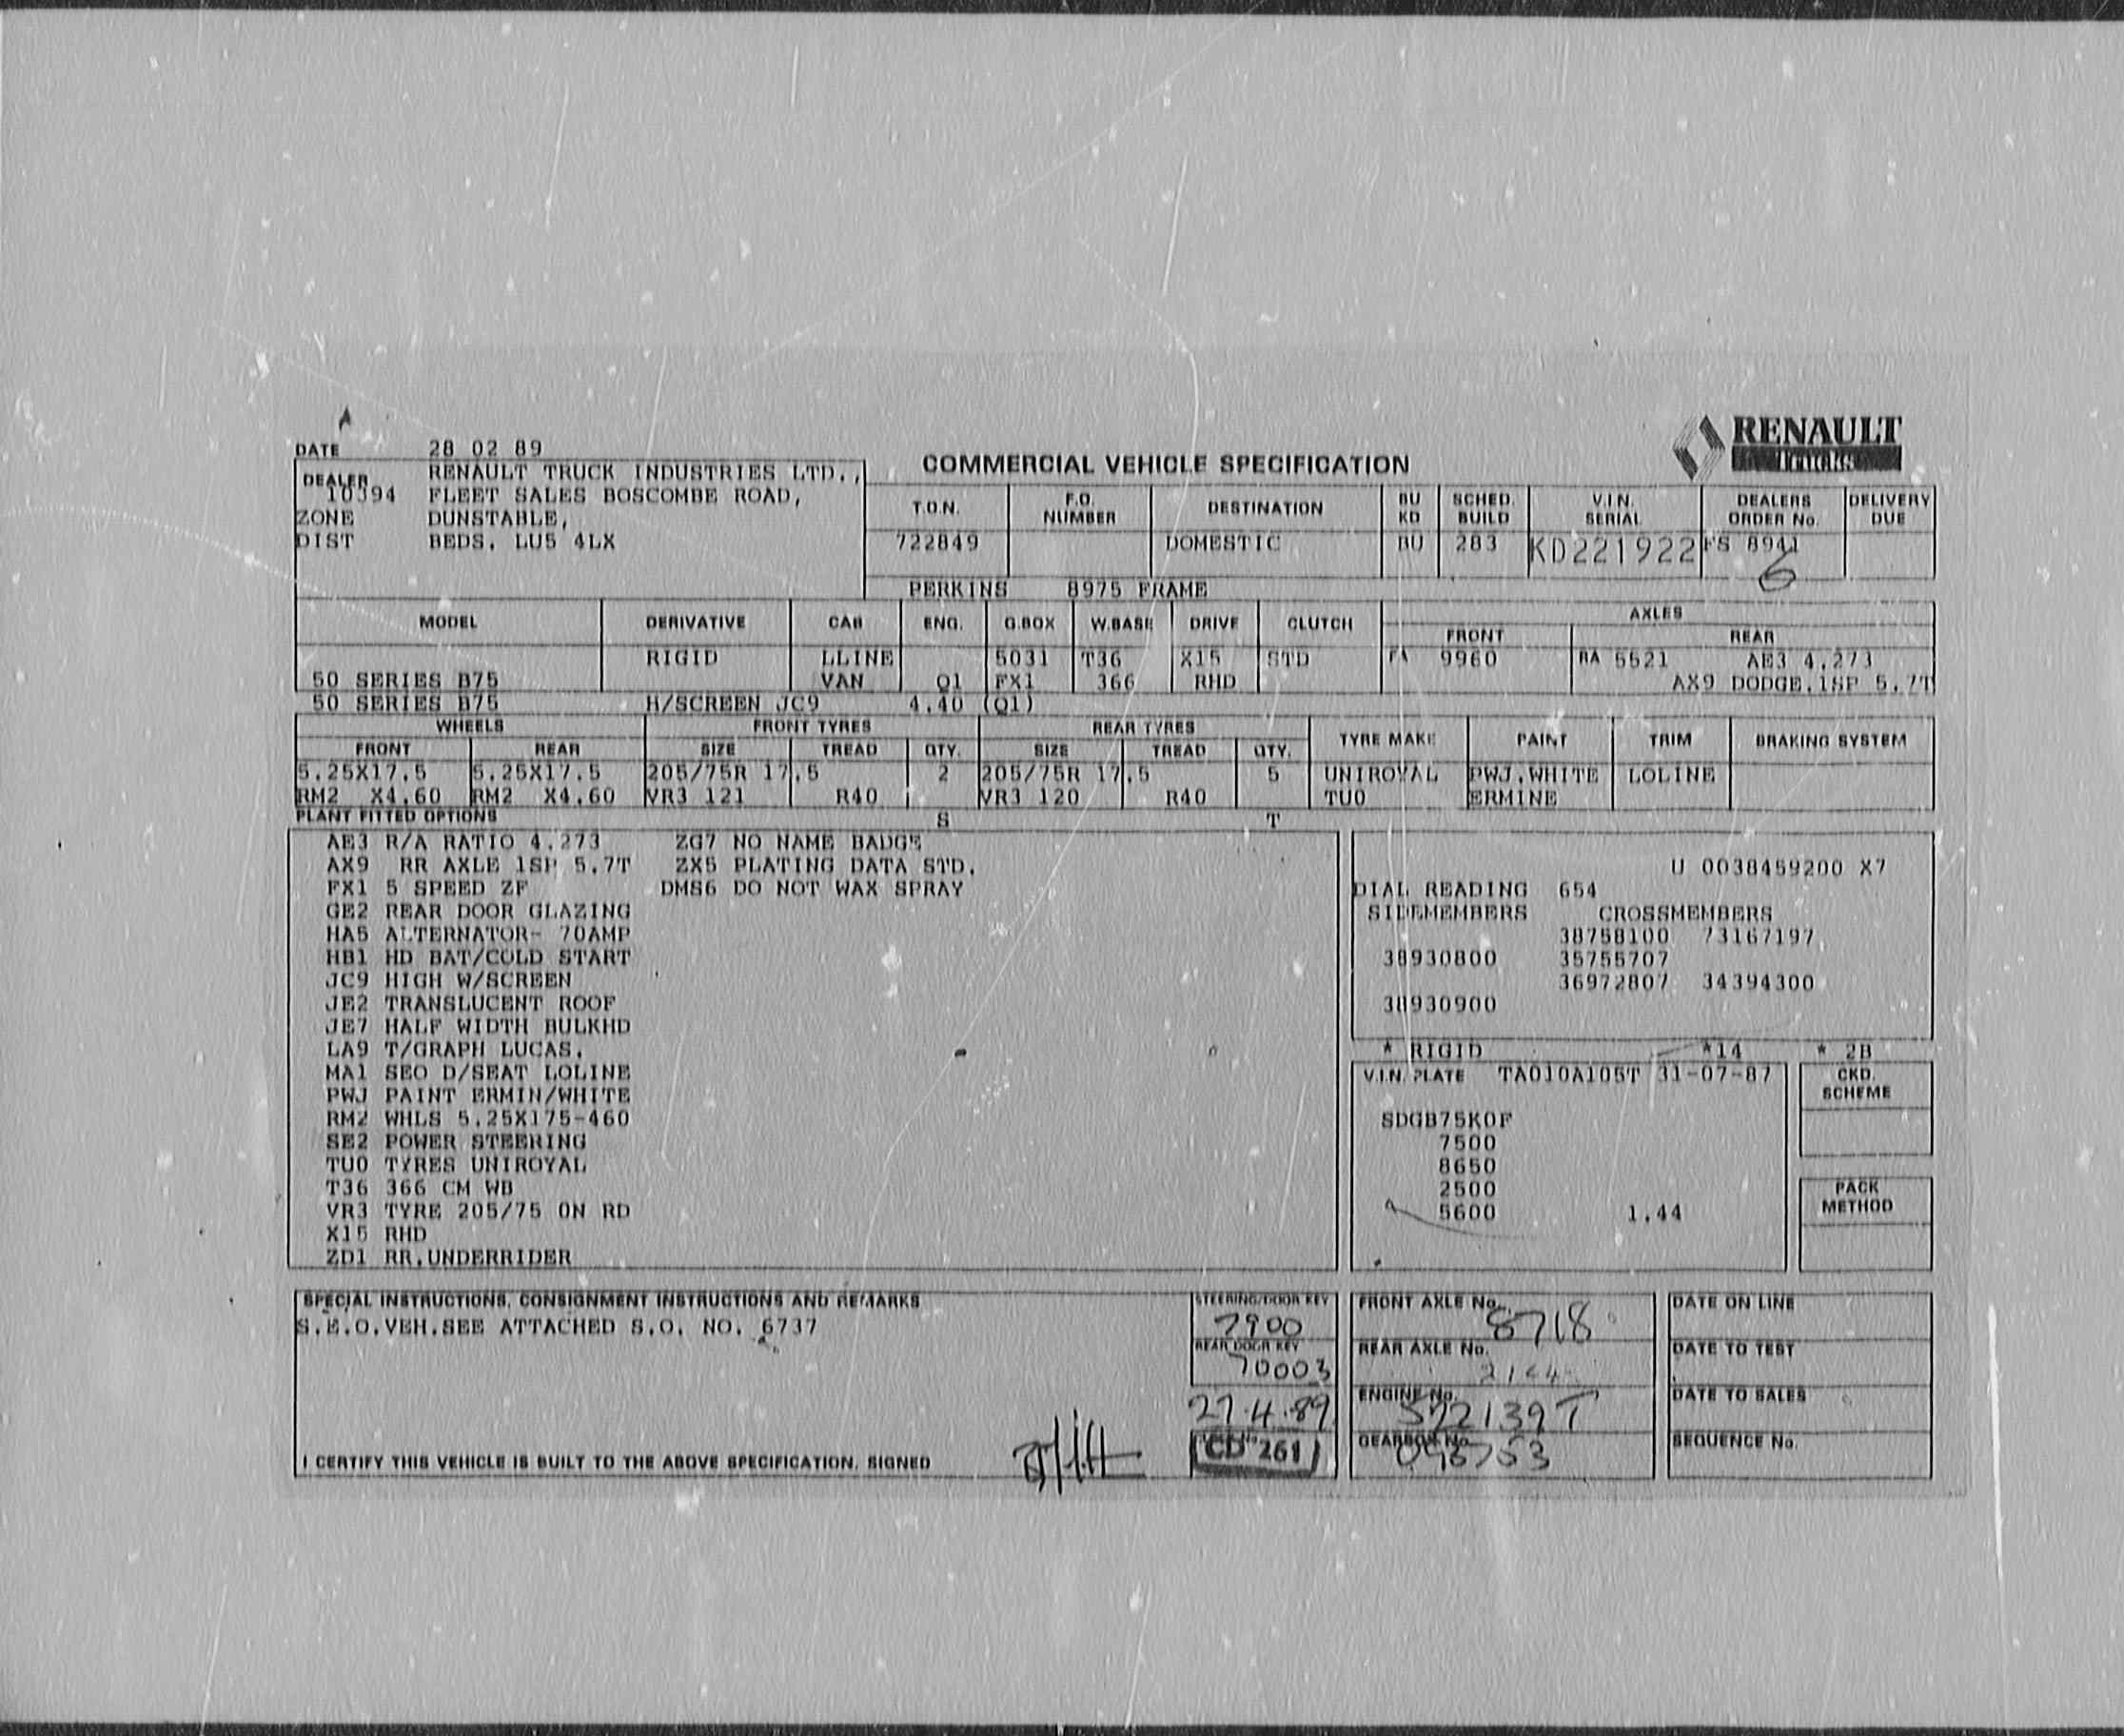 DATE 28 02 89
RENAULT Trucks
COMMERCIAL VEHICLE SPECIFICATION
DEALER RENAULT TRUCK INDUSTRIES LTD.,
10394 FLEET SALES BOSCOMBE ROAD,
ZONE DUNSTABLE,
DIST BEDS. LU5 4LX
T.O.N. F.O. NUMBER DESTINATION BU KD SCHED. BUILD V.I.N. SERIAL DEALERS ORDER No. DELIVERY DUE
722849 DOMESTIC BU 283 KD221922 FS 8941
6
PERKINS 8975 FRAME
MODEL DERIVATIVE CAB ENG. G.BOX W.BASE DRIVE CLUTCH AXLES
FRONT REAR
RIGID LLINE 5031 T36 X15 STD FA 9960 RA 5521 AE3 4.273
50 SERIES B75 VAN Q1 FX1 366 RHD AX9 DODGE.1SP 5.7T
50 SERIES B75 H/SCREEN JC9 4.40 (Q1)
WHEELS FRONT TYRES REAR TYRES TYRE MAKE PAINT TRIM BRAKING SYSTEM
FRONT REAR SIZE TREAD QTY. SIZE TREAD QTY.
5.25X17.5 5.25X17.5 205/75R 17.5 2 205/75R 17.5 5 UNIROYAL PWJ.WHITE LOLINE
RM2 X4.60 RM2 X4.60 VR3 121 R40 VR3 120 R40 TU0 ERMINE
PLANT FITTED OPTIONS S T
AE3 R/A RATIO 4.273 ZG7 NO NAME BADGE
AX9 RR AXLE 1SP 5.7T ZX5 PLATING DATA STD.
FX1 5 SPEED ZF DMS6 DO NOT WAX SPRAY
GE2 REAR DOOR GLAZING
HA5 ALTERNATOR- 70AMP
HB1 HD BAT/COLD START
JC9 HIGH W/SCREEN
JE2 TRANSLUCENT ROOF
JE7 HALF WIDTH BULKHD
LA9 T/GRAPH LUCAS.
MA1 SEO D/SEAT LOLINE
PWJ PAINT ERMIN/WHITE
RM2 WHLS 5.25X175-460
SE2 POWER STEERING
TU0 TYRES UNIROYAL
T36 366 CM WB
VR3 TYRE 205/75 ON RD
X15 RHD
ZD1 RR.UNDERRIDER
U 0038459200 X7
DIAL READING 654
SIDEMEMBERS CROSSMEMBERS
38758100 73167197
38930800 35755707
36972807 34394300
38930900
* RIGID *14 * 2B
V.I.N. PLATE TA010A105T 31-07-87 CKD. SCHEME
SDGB75K0F
7500
8650
2500
5600 1.44
PACK METHOD
SPECIAL INSTRUCTIONS, CONSIGNMENT INSTRUCTIONS AND REMARKS
S.E.O.VEH.SEE ATTACHED S.O. NO. 6737
I CERTIFY THIS VEHICLE IS BUILT TO THE ABOVE SPECIFICATION. SIGNED
STEERING/DOOR KEY
7900
REAR DOOR KEY
70003
27.4.89
CD 261
FRONT AXLE No. 8718
REAR AXLE No.
ENGINE No.
GEARBOX No.
DATE ON LINE
DATE TO TEST
DATE TO SALES
SEQUENCE No.